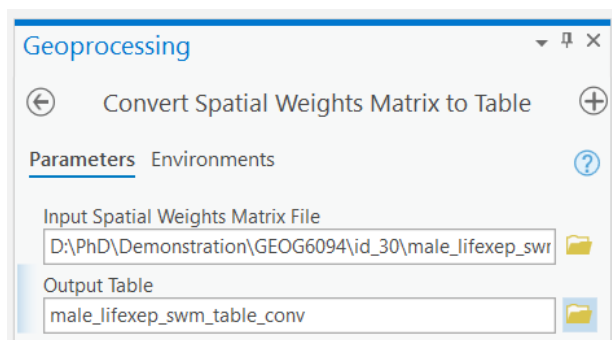 Geoprocessing
Convert Spatial Weights Matrix to Table
Parameters Environments
Input Spatial Weights Matrix File
D:\PhD\Demonstration\GEOG6094\id_30\male_lifexep_swr
Output Table
male_lifexep_swm_table_conv